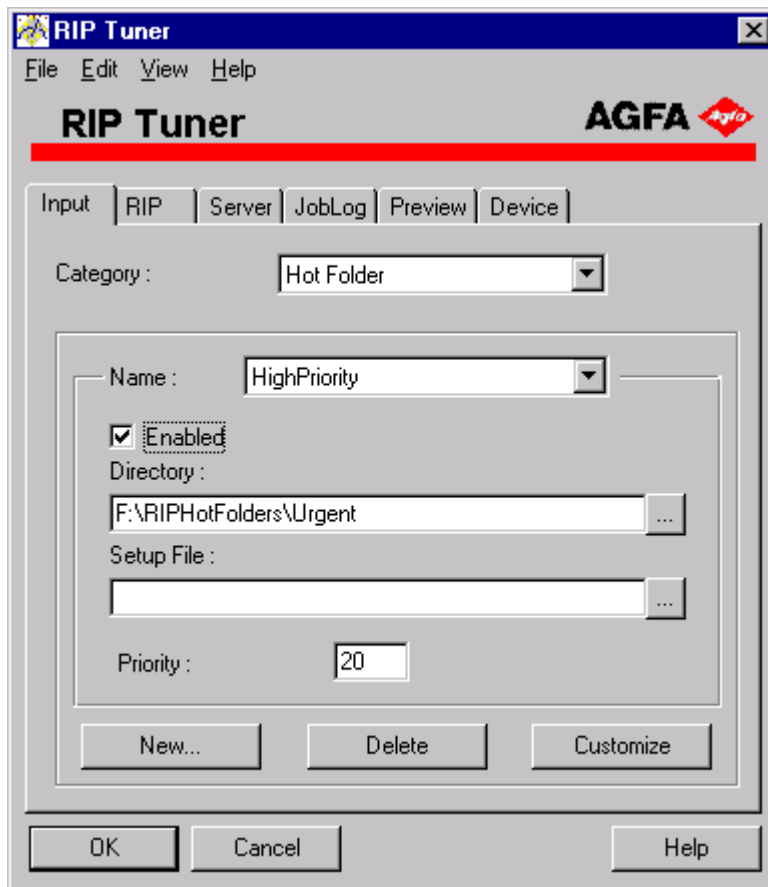 RIP Tuner
File Edit View Help
RIP Tuner
AGFA
Agfa
Input RIP Server JobLog Preview Device
Category : Hot Folder
Name : HighPriority
Enabled
Directory :
F:\RIPHotFolders\Urgent ...
Setup File :
...
Priority : 20
New... Delete Customize
OK Cancel Help